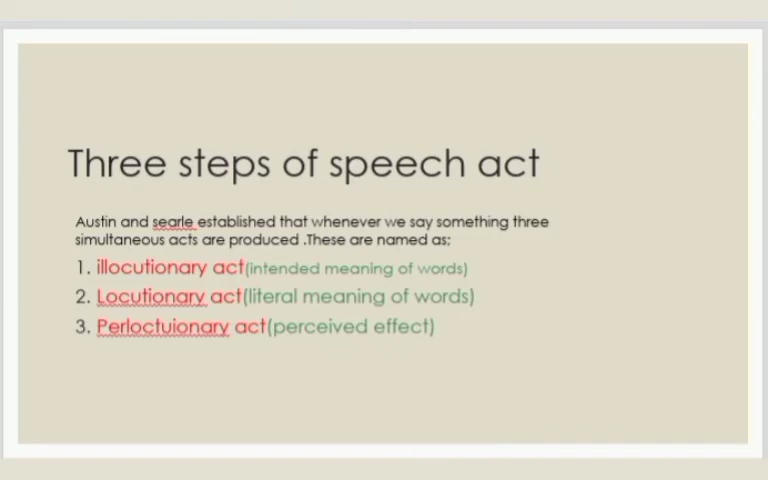 Three steps of speech act
Austin and searle established that whenever we say something three
simultaneous acts are produced .These are named as;
1. illocutionary act(intended meaning of words)
2. Locutionary act(literal meaning of words)
3. Perloctuionary act(perceived effect)